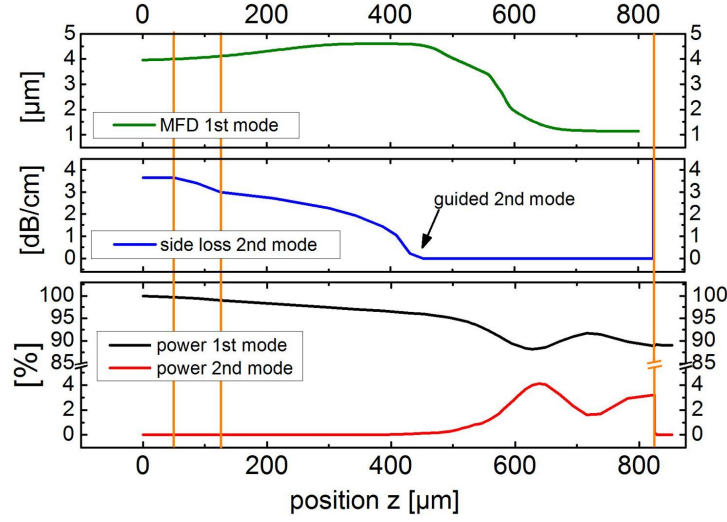 0 200 400 600 800
5 5
4 4
3 3
2 2
1 1
[µm]
MFD 1st mode
4 4
3 3
2 2
1 1
0 0
[dB/cm]
guided 2nd mode
side loss 2nd mode
100 100
95 95
90 90
85 85
4 4
2 2
0 0
[%]
power 1st mode
power 2nd mode
0 200 400 600 800
position z [µm]